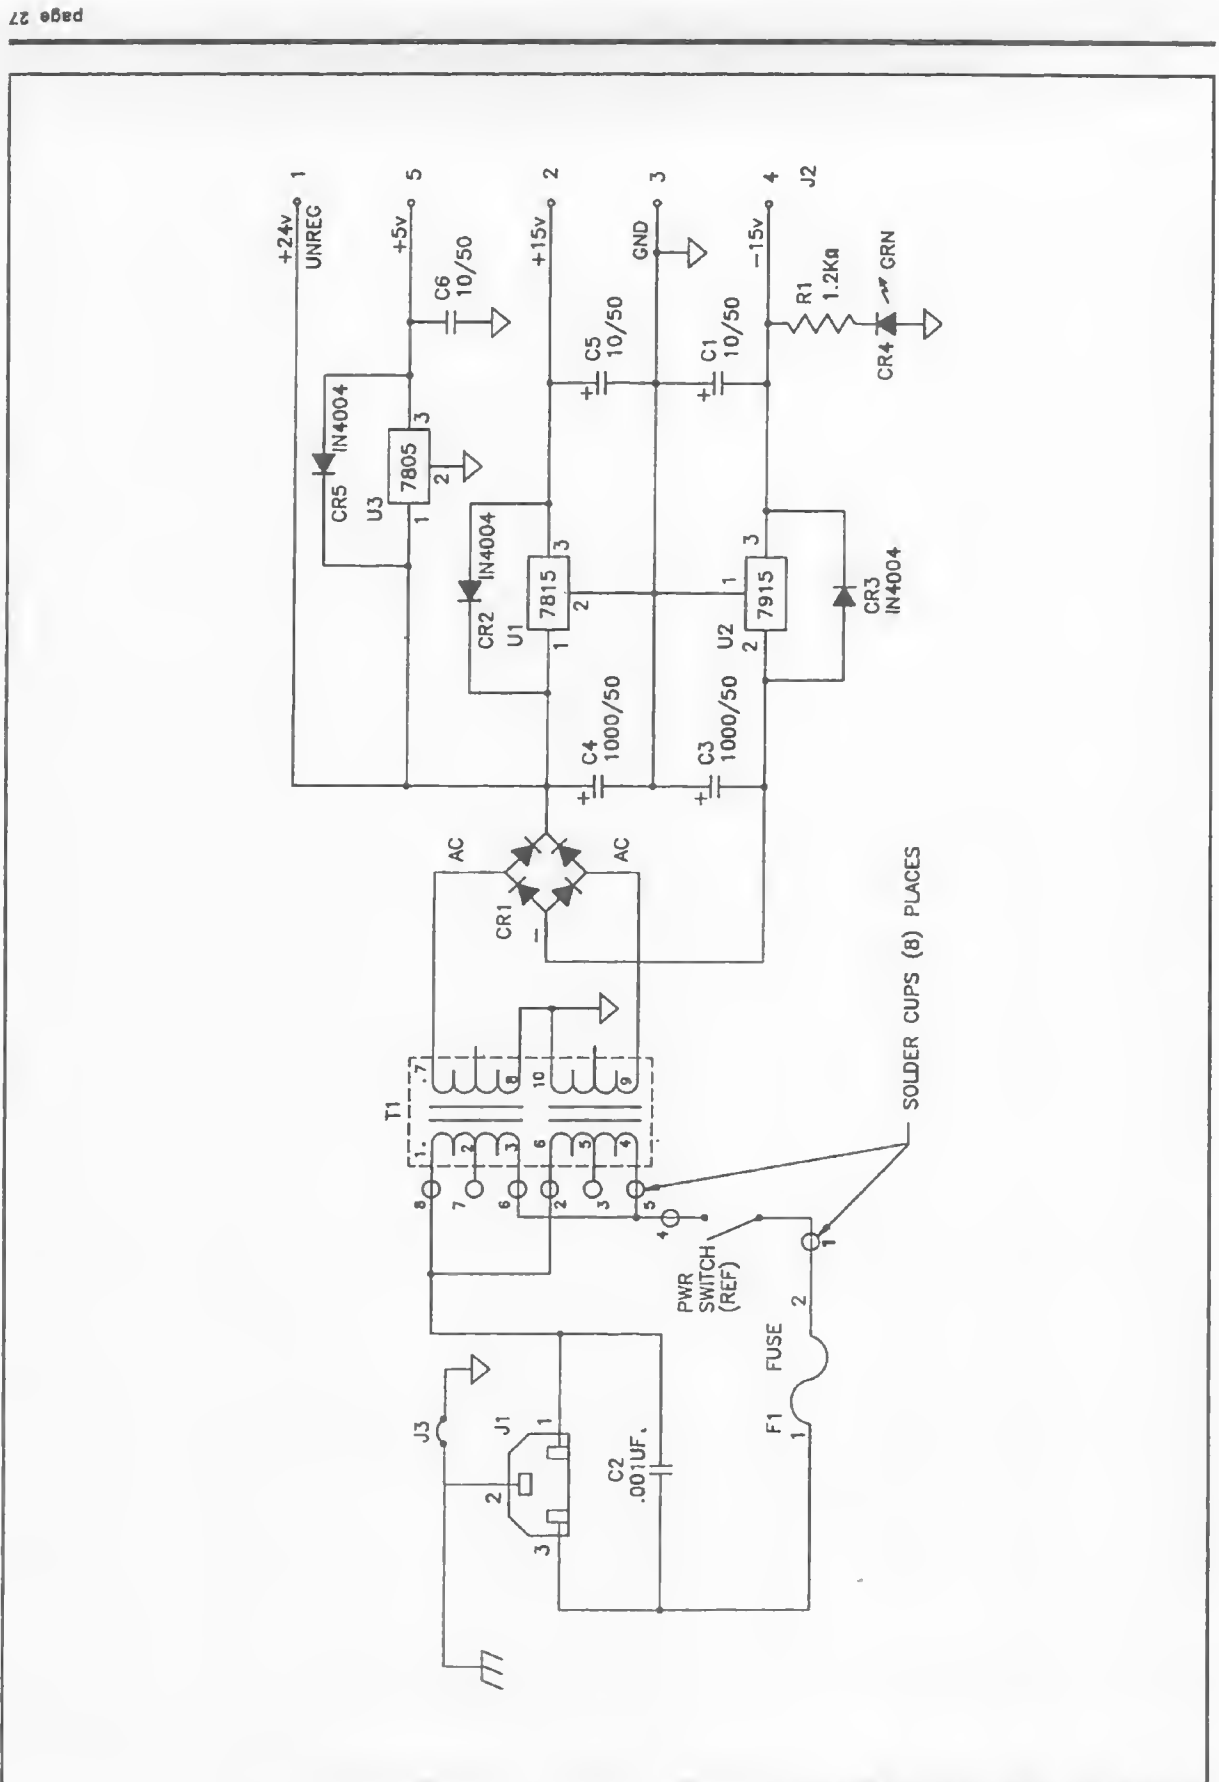 page 27
+24v
UNREG
1
+5v
5
+15v
2
GND
3
-15v
4
J2
C6
10/50
CR5
IN4004
U3
7805
1
2
3
CR2
IN4004
U1
7815
1
2
3
C5
10/50
+
C1
10/50
+
R1
1.2KΩ
CR4
GRN
U2
7915
2
1
3
CR3
IN4004
C4
1000/50
+
C3
1000/50
+
AC
AC
CR1
-
T1
1.
2
3
6
5
4
.7
8
10
9
8
7
6
2
3
5
4
1
PWR
SWITCH
(REF)
SOLDER CUPS (8) PLACES
F1
FUSE
1
2
J3
J1
1
2
3
C2
.001UF.